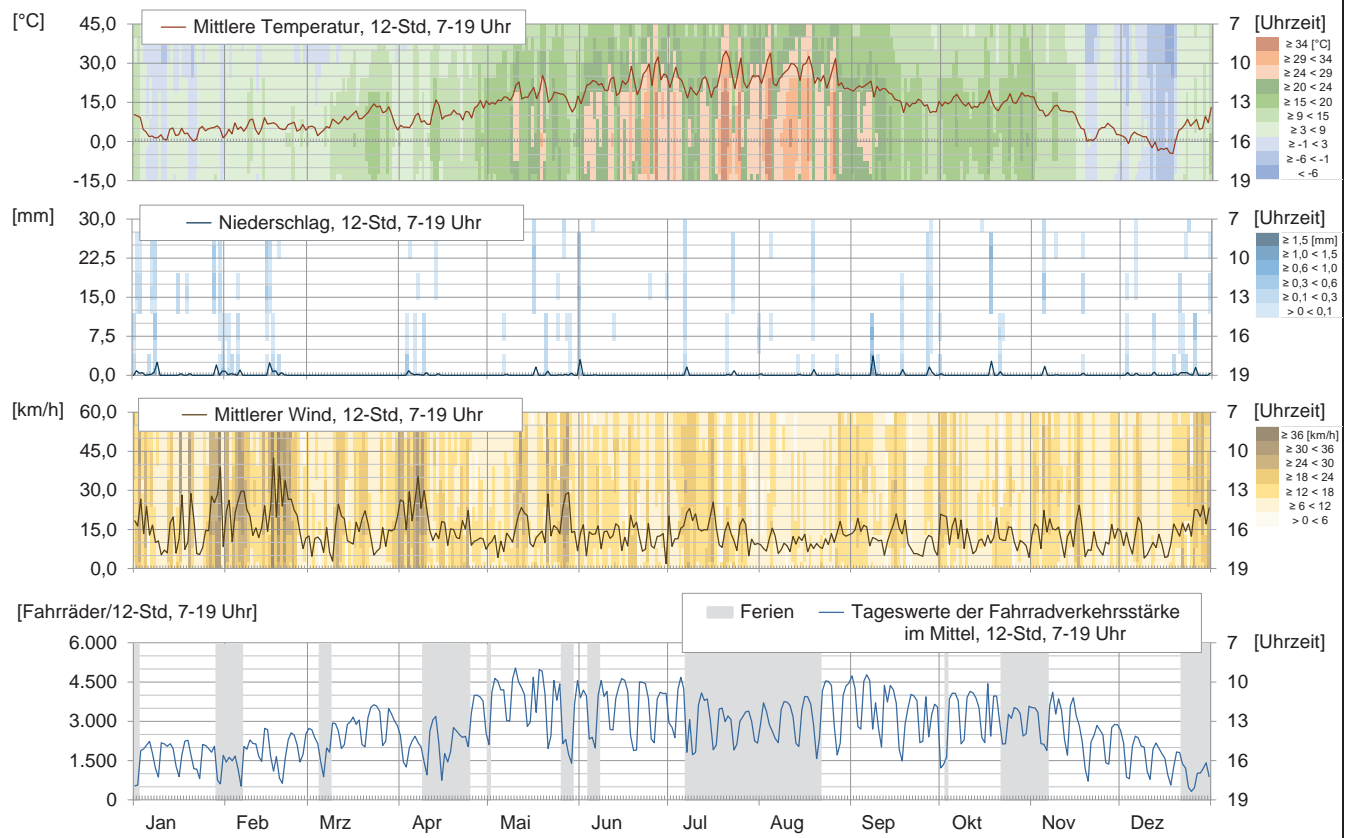 [°C]
45,0
30,0
15,0
0,0
-15,0
Mittlere Temperatur, 12-Std, 7-19 Uhr
7
10
13
16
19
[Uhrzeit]
≥ 34 [°C]
≥ 29 < 34
≥ 24 < 29
≥ 20 < 24
≥ 15 < 20
≥ 9 < 15
≥ 3 < 9
≥ -1 < 3
≥ -6 < -1
< -6
[mm]
30,0
22,5
15,0
7,5
0,0
Niederschlag, 12-Std, 7-19 Uhr
7
10
13
16
19
[Uhrzeit]
≥ 1,5 [mm]
≥ 1,0 < 1,5
≥ 0,6 < 1,0
≥ 0,3 < 0,6
≥ 0,1 < 0,3
> 0 < 0,1
[km/h]
60,0
45,0
30,0
15,0
0,0
Mittlerer Wind, 12-Std, 7-19 Uhr
7
10
13
16
19
[Uhrzeit]
≥ 36 [km/h]
≥ 30 < 36
≥ 24 < 30
≥ 18 < 24
≥ 12 < 18
≥ 6 < 12
> 0 < 6
[Fahrräder/12-Std, 7-19 Uhr]
6.000
4.500
3.000
1.500
0
Ferien
Tageswerte der Fahrradverkehrsstärke
im Mittel, 12-Std, 7-19 Uhr
7
10
13
16
19
[Uhrzeit]
Jan Feb Mrz Apr Mai Jun Jul Aug Sep Okt Nov Dez